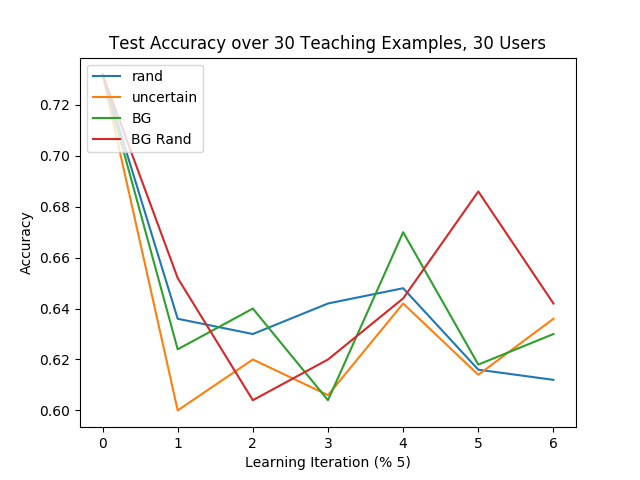 Test Accuracy over 30 Teaching Examples, 30 Users
rand
uncertain
BG
BG Rand
Accuracy
0.72
0.70
0.68
0.66
0.64
0.62
0.60
0 1 2 3 4 5 6
Learning Iteration (% 5)